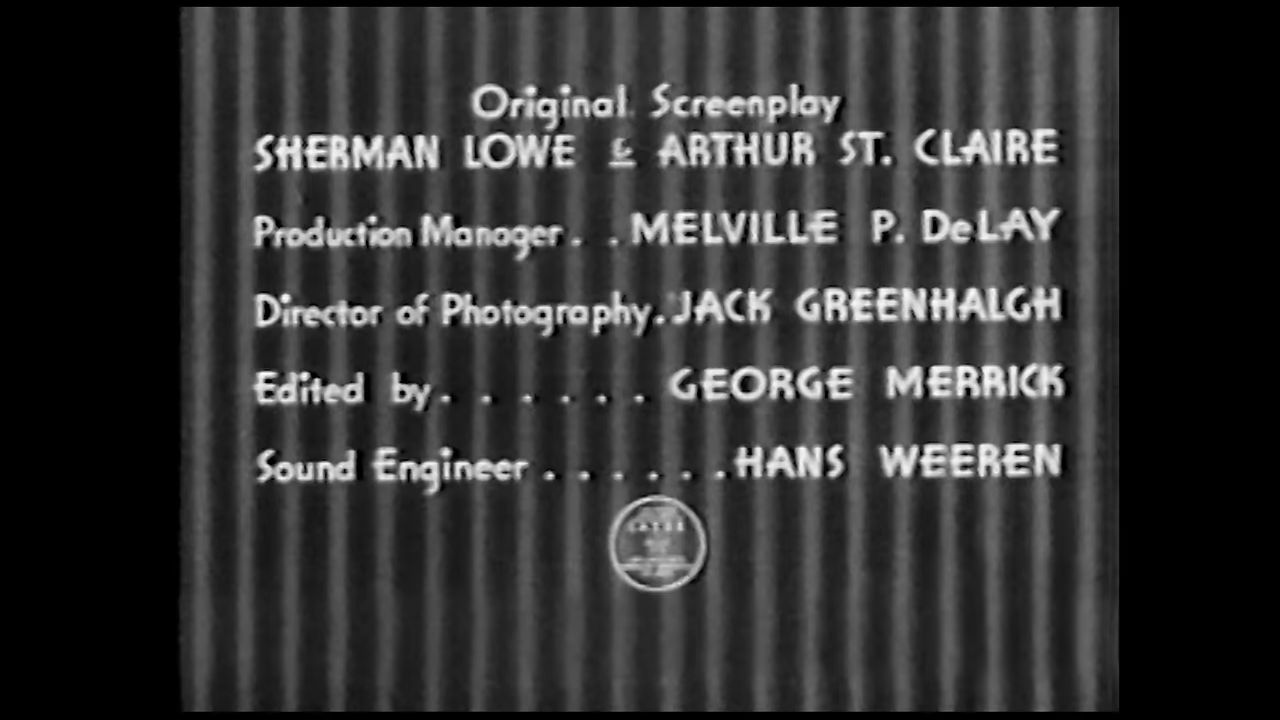 Original Screenplay
SHERMAN LOWE & ARTHUR ST. CLAIRE
Production Manager . . MELVILLE P. DeLAY
Director of Photography . JACK GREENHALGH
Edited by . . . . . . GEORGE MERRICK
Sound Engineer . . . . . . HANS WEEREN